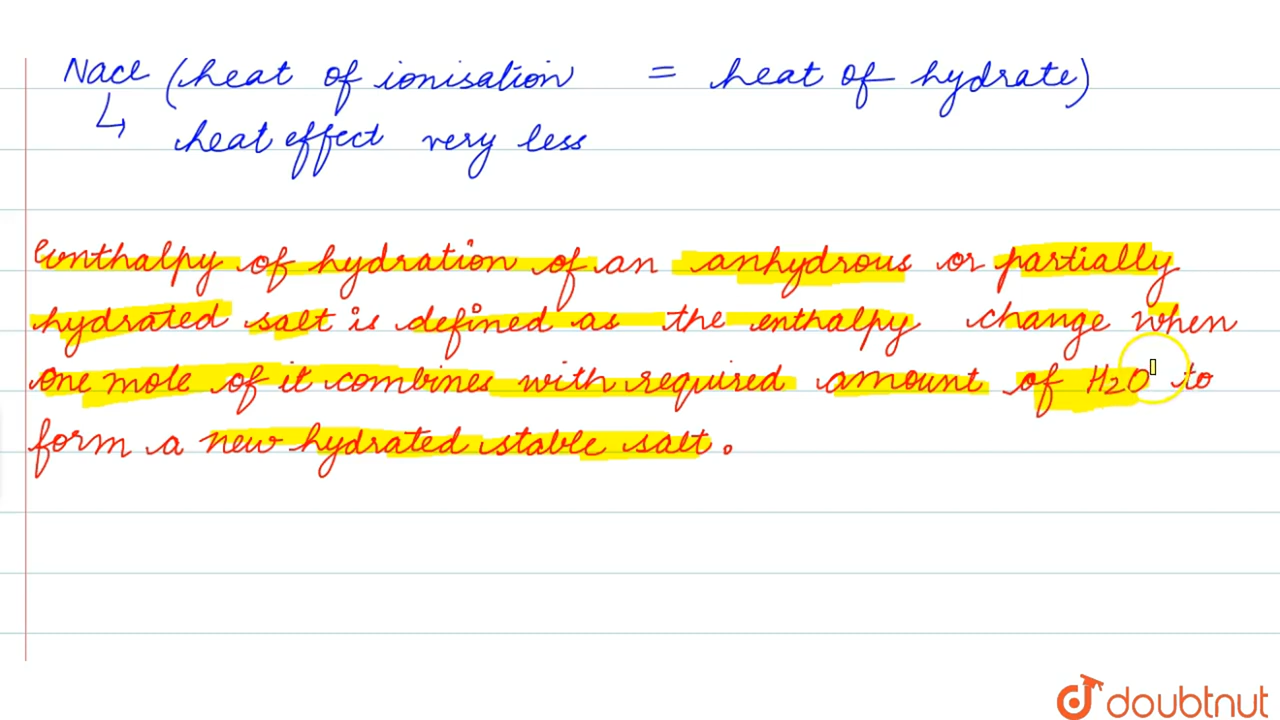 Nacl (heat of ionisation = heat of hydrate)
↳ heat effect very less
Enthalpy of hydration of an anhydrous or partially
hydrated salt is defined as the enthalpy change when
one mole of it combines with required amount of H2O to
form a new hydrated stable salt.
doubtnut